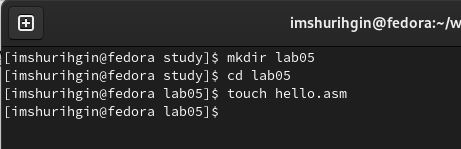 imshurihgin@fedora:~/w
[imshurihgin@fedora study]$ mkdir lab05
[imshurihgin@fedora study]$ cd lab05
[imshurihgin@fedora lab05]$ touch hello.asm
[imshurihgin@fedora lab05]$